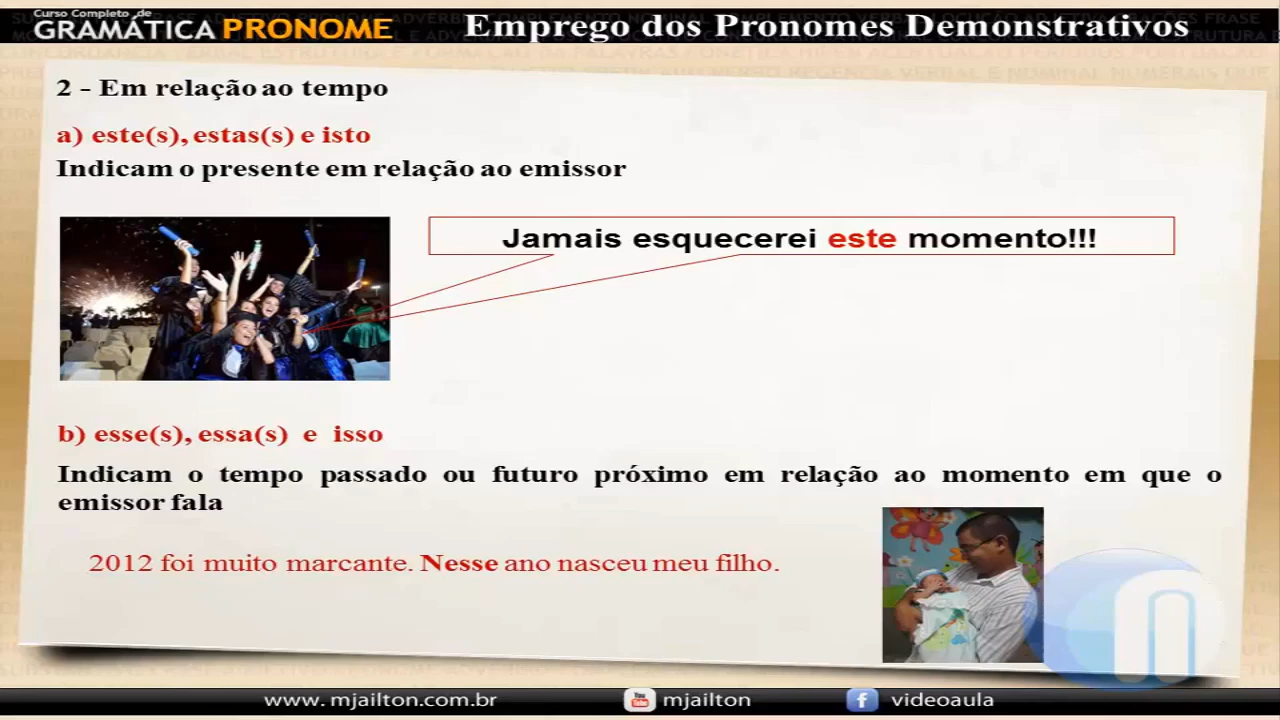 Curso Completo de
GRAMÁTICA PRONOME
Emprego dos Pronomes Demonstrativos
2 - Em relação ao tempo
a) este(s), estas(s) e isto
Indicam o presente em relação ao emissor
Jamais esquecerei este momento!!!
b) esse(s), essa(s) e isso
Indicam o tempo passado ou futuro próximo em relação ao momento em que o
emissor fala
2012 foi muito marcante. Nesse ano nasceu meu filho.
www.mjailton.com.br
You Tube
mjailton
f
videoaula